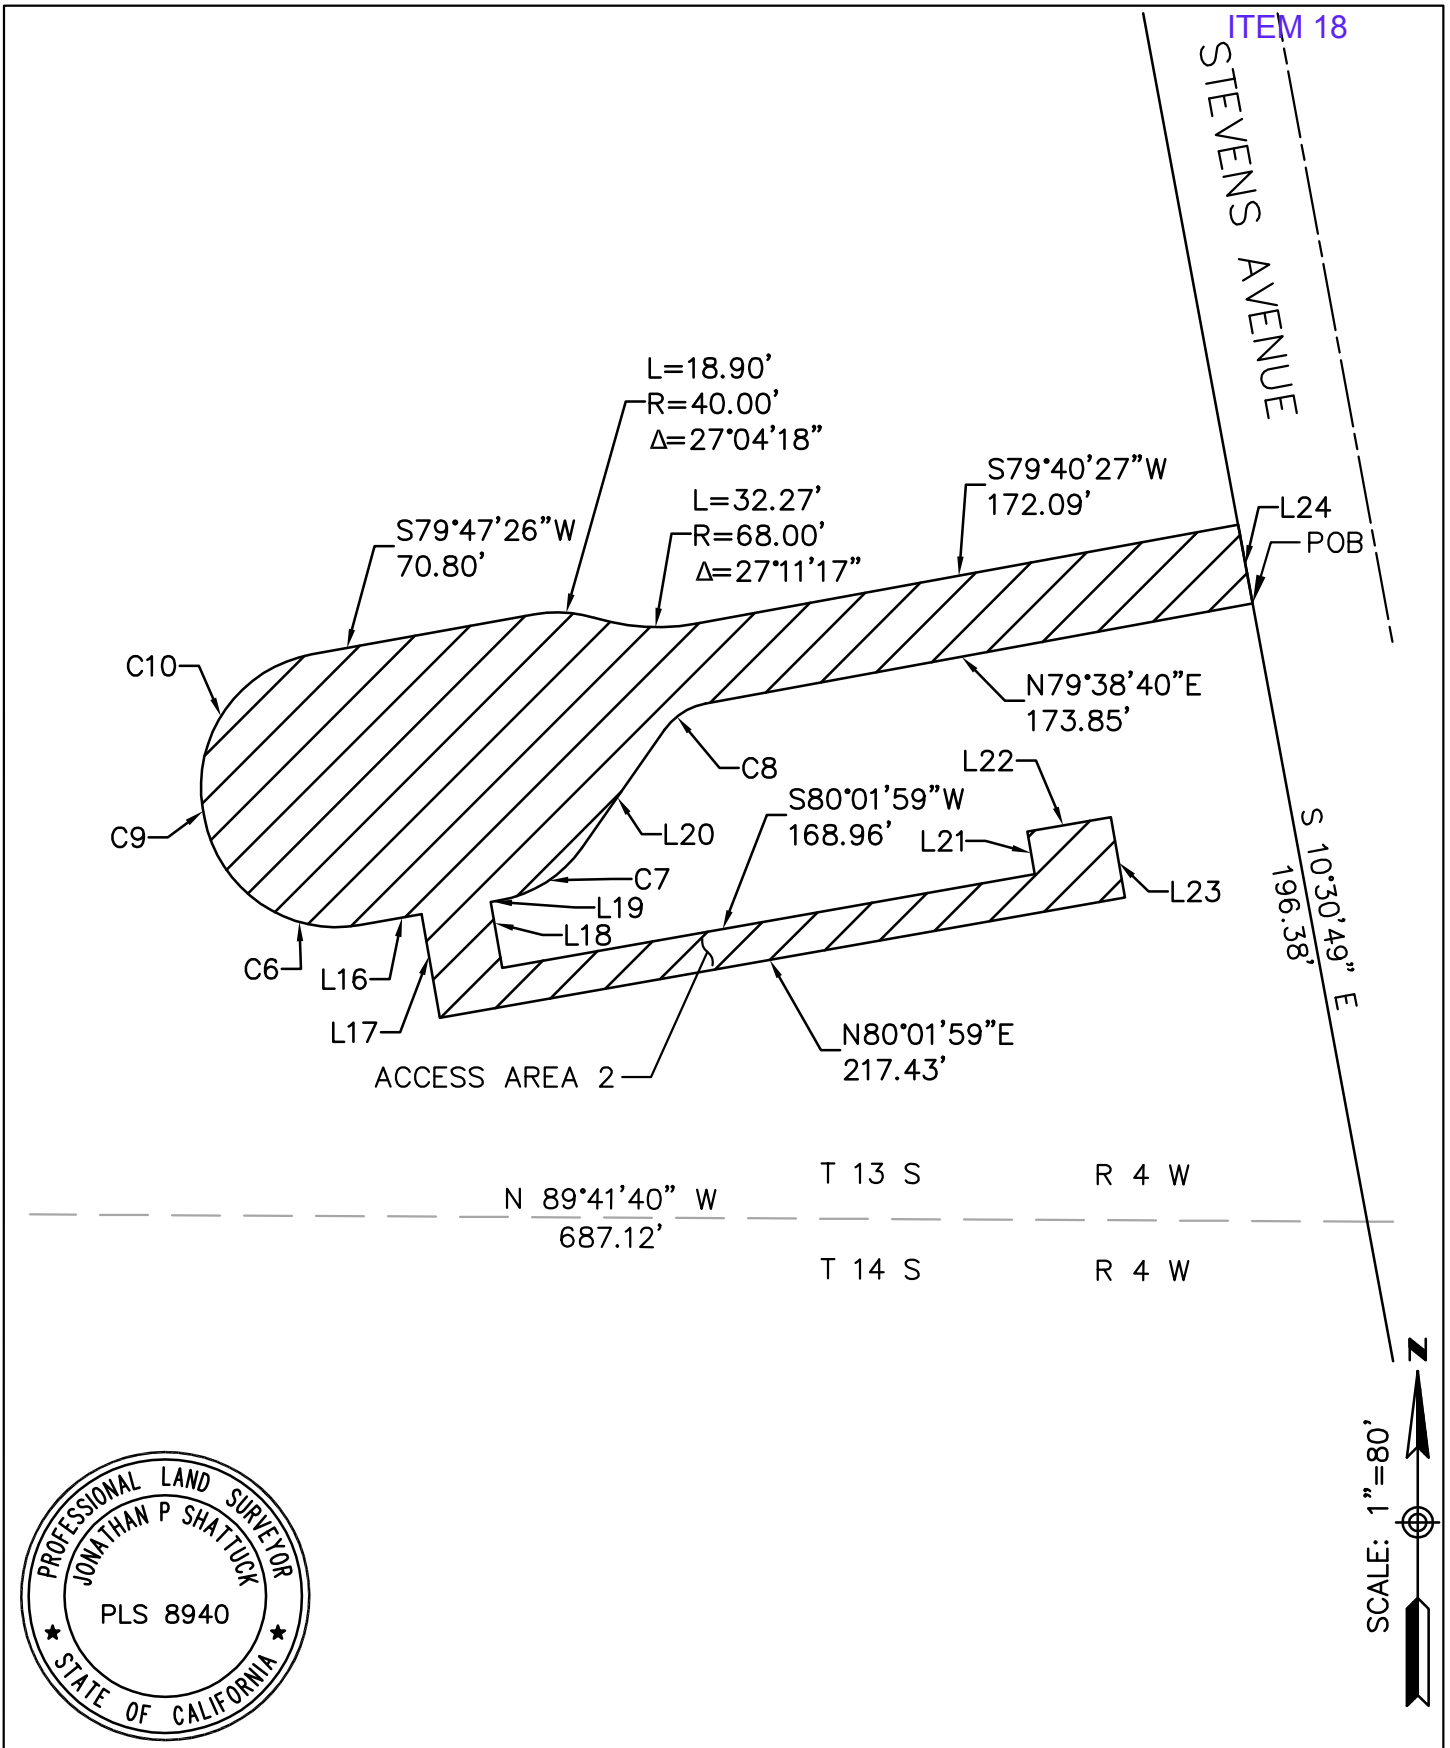 ITEM 18
STEVENS AVENUE
L=18.90’
R=40.00’
Δ=27°04’18”
L=32.27’
R=68.00’
Δ=27°11’17”
S79°40’27”W
172.09’
L24
POB
S79°47’26”W
70.80’
C10
N79°38’40”E
173.85’
C8
L22
S80°01’59”W
168.96’
L20
L21
C9
C7
L23
L19
L18
C6
L16
L17
S 10°30’49” E
196.38’
N80°01’59”E
217.43’
ACCESS AREA 2
T 13 S R 4 W
N 89°41’40” W
687.12’
T 14 S R 4 W
N
SCALE: 1”=80’
PROFESSIONAL LAND SURVEYOR
JONATHAN P SHATTUCK
PLS 8940
STATE OF CALIFORNIA